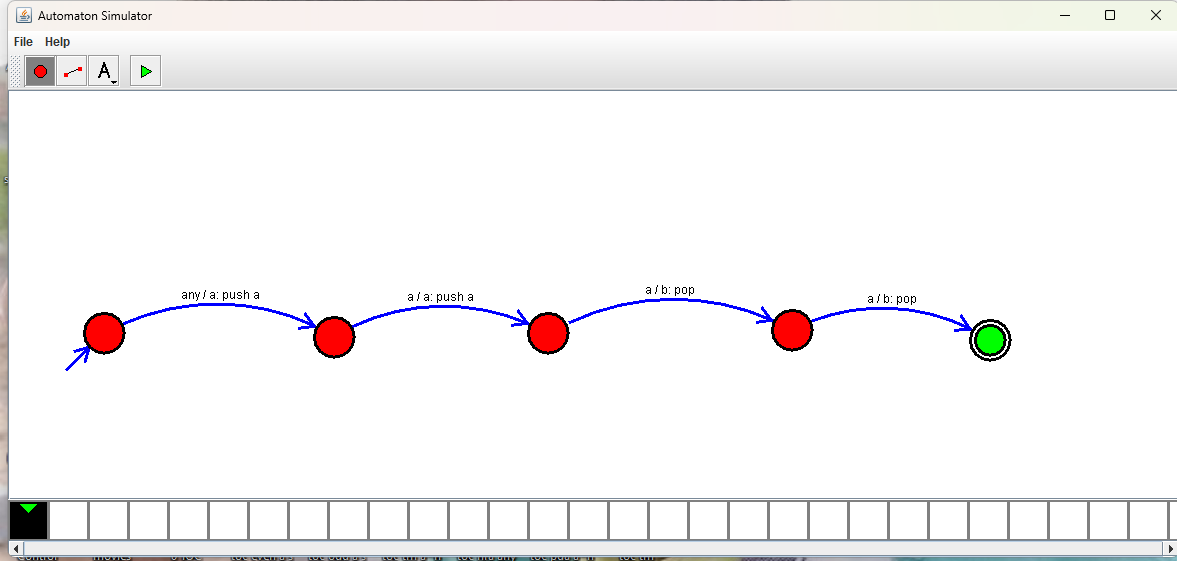 Automaton Simulator
File Help
A
any / a: push a
a / a: push a
a / b: pop
a / b: pop